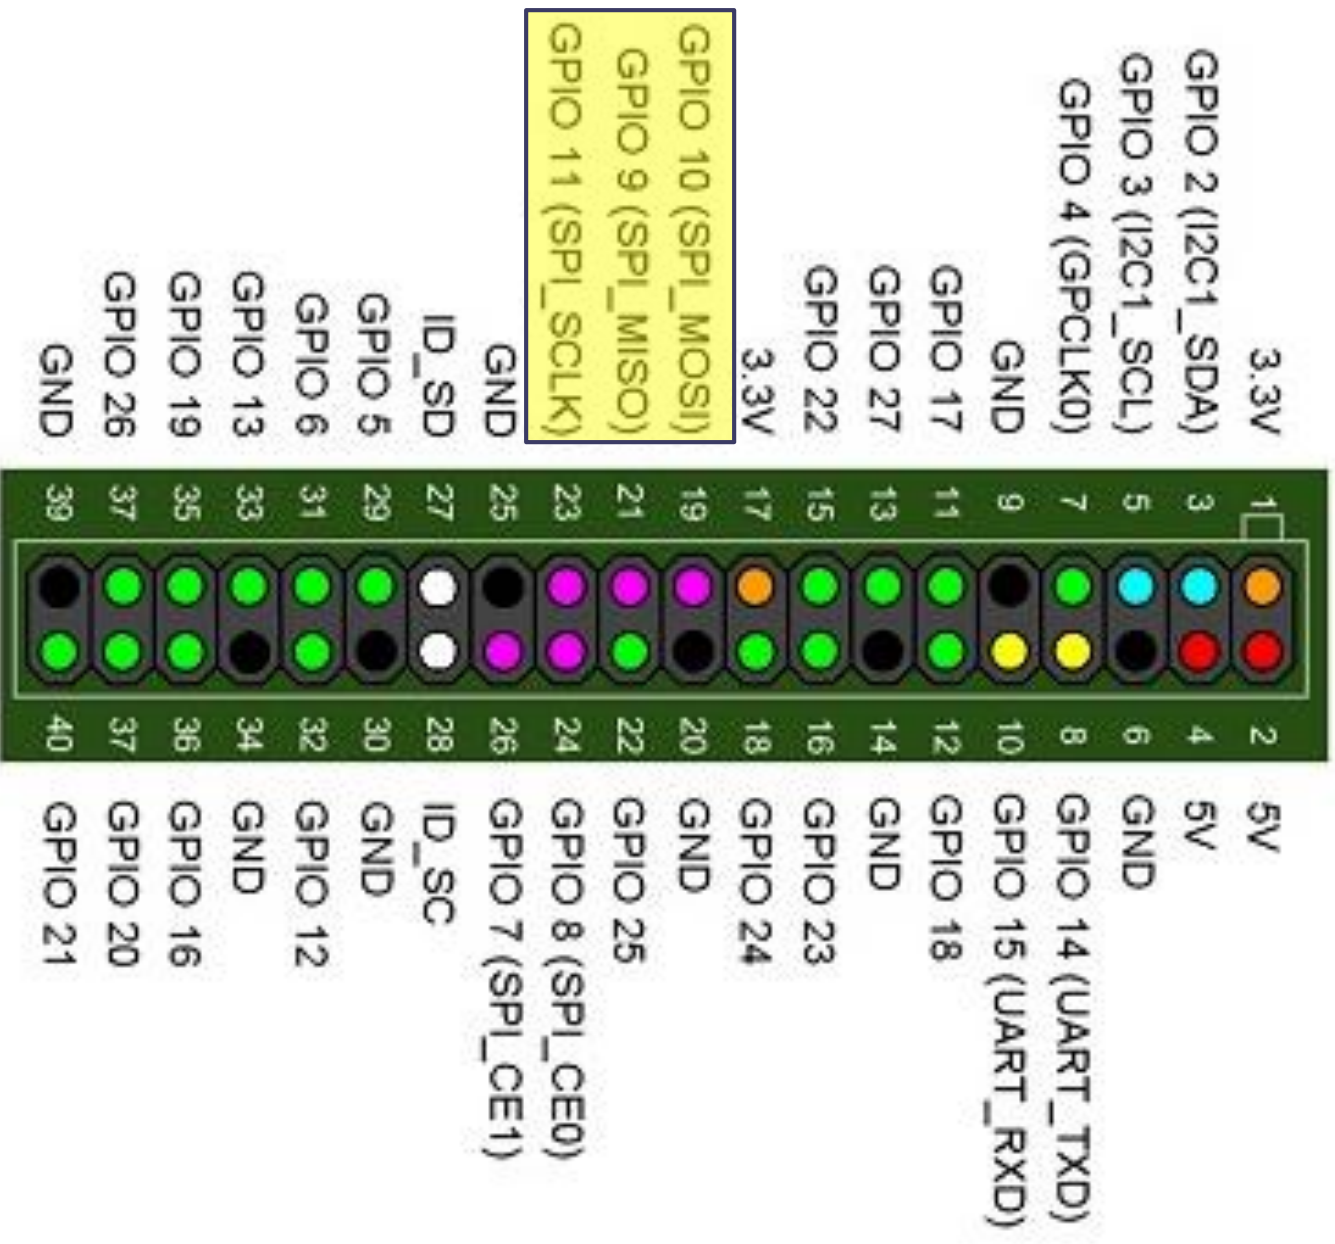 GND
GPIO 26
GPIO 19
GPIO 13
GPIO 6
GPIO 5
ID_SD
GND
GPIO 11 (SPI_SCLK)
GPIO 9 (SPI_MISO)
GPIO 10 (SPI_MOSI)
3.3V
GPIO 22
GPIO 27
GPIO 17
GND
GPIO 4 (GPCLK0)
GPIO 3 (I2C1_SCL)
GPIO 2 (I2C1_SDA)
3.3V
39 37 35 33 31 29 27 25 23 21 19 17 15 13 11 9 7 5 3 1
40 37 36 34 32 30 28 26 24 22 20 18 16 14 12 10 8 6 4 2
GPIO 21
GPIO 20
GPIO 16
GND
GPIO 12
GND
ID_SC
GPIO 7 (SPI_CE1)
GPIO 8 (SPI_CE0)
GPIO 25
GND
GPIO 24
GPIO 23
GND
GPIO 18
GPIO 15 (UART_RXD)
GPIO 14 (UART_TXD)
GND
5V
5V